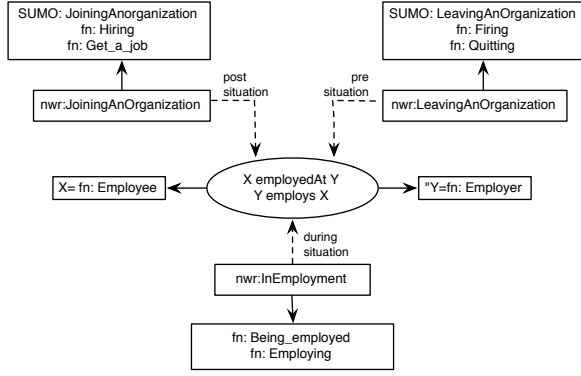 SUMO: JoiningAnorganization
fn: Hiring
fn: Get_a_job
SUMO: LeavingAnOrganization
fn: Firing
fn: Quitting
nwr:JoiningAnOrganization
post
situation
pre
situation
nwr:LeavingAnOrganization
X= fn: Employee
X employedAt Y
Y employs X
"Y=fn: Employer
during
situation
nwr:InEmployment
fn: Being_employed
fn: Employing